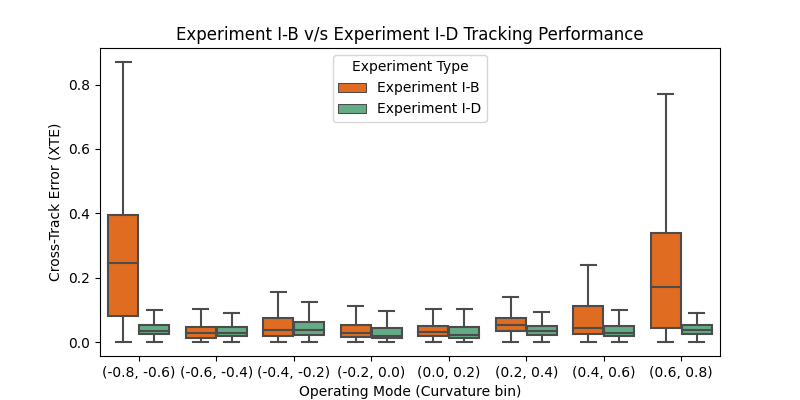 Experiment I-B v/s Experiment I-D Tracking Performance
Experiment Type
Experiment I-B
Experiment I-D
Cross-Track Error (XTE)
0.8
0.6
0.4
0.2
0.0
(-0.8, -0.6) (-0.6, -0.4) (-0.4, -0.2) (-0.2, 0.0) (0.0, 0.2) (0.2, 0.4) (0.4, 0.6) (0.6, 0.8)
Operating Mode (Curvature bin)